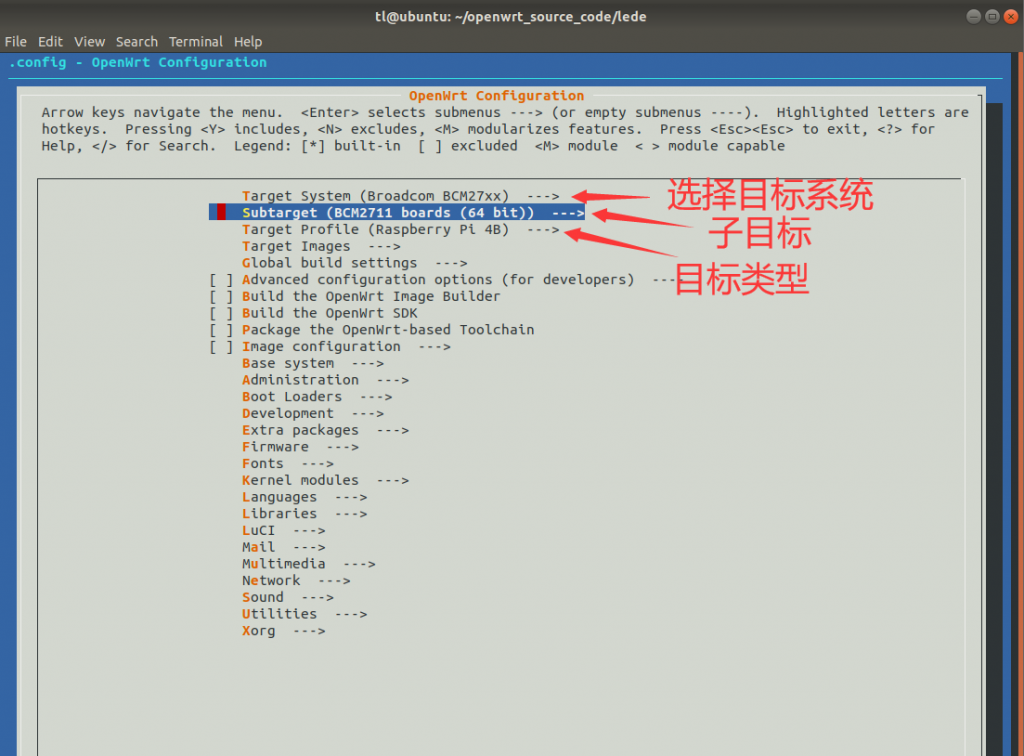 tl@ubuntu: ~/openwrt_source_code/lede
File Edit View Search Terminal Help
.config - OpenWrt Configuration
OpenWrt Configuration
Arrow keys navigate the menu. <Enter> selects submenus ---> (or empty submenus ----). Highlighted letters are
hotkeys. Pressing <Y> includes, <N> excludes, <M> modularizes features. Press <Esc><Esc> to exit, <?> for
Help, </> for Search. Legend: [*] built-in [ ] excluded <M> module < > module capable
Target System (Broadcom BCM27xx) --->
选择目标系统
Subtarget (BCM2711 boards (64 bit)) --->
子目标
Target Profile (Raspberry Pi 4B) --->
目标类型
Target Images --->
Global build settings --->
[ ] Advanced configuration options (for developers) ---
[ ] Build the OpenWrt Image Builder
[ ] Build the OpenWrt SDK
[ ] Package the OpenWrt-based Toolchain
[ ] Image configuration --->
Base system --->
Administration --->
Boot Loaders --->
Development --->
Extra packages --->
Firmware --->
Fonts --->
Kernel modules --->
Languages --->
Libraries --->
LuCI --->
Mail --->
Multimedia --->
Network --->
Sound --->
Utilities --->
Xorg --->